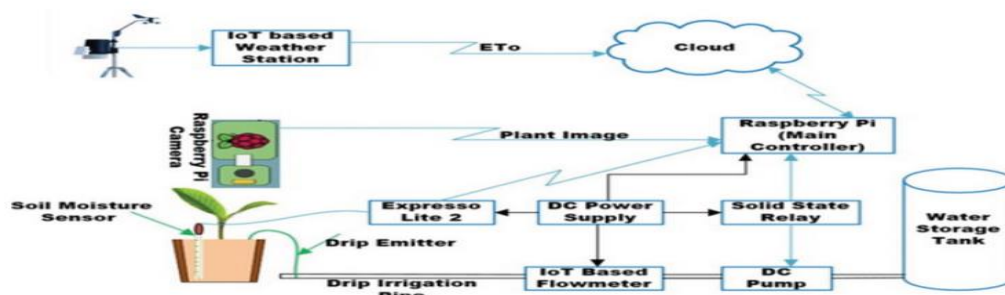 IoT based
Weather
Station
ETo
Cloud
Raspberry Pi
Camera
Plant Image
Raspberry Pi
(Main
Controller)
Soil Moisture
Sensor
Expresso
Lite 2
DC Power
Supply
Solid State
Relay
Water
Storage
Tank
Drip Emitter
Drip Irrigation
IoT Based
Flowmeter
DC
Pump